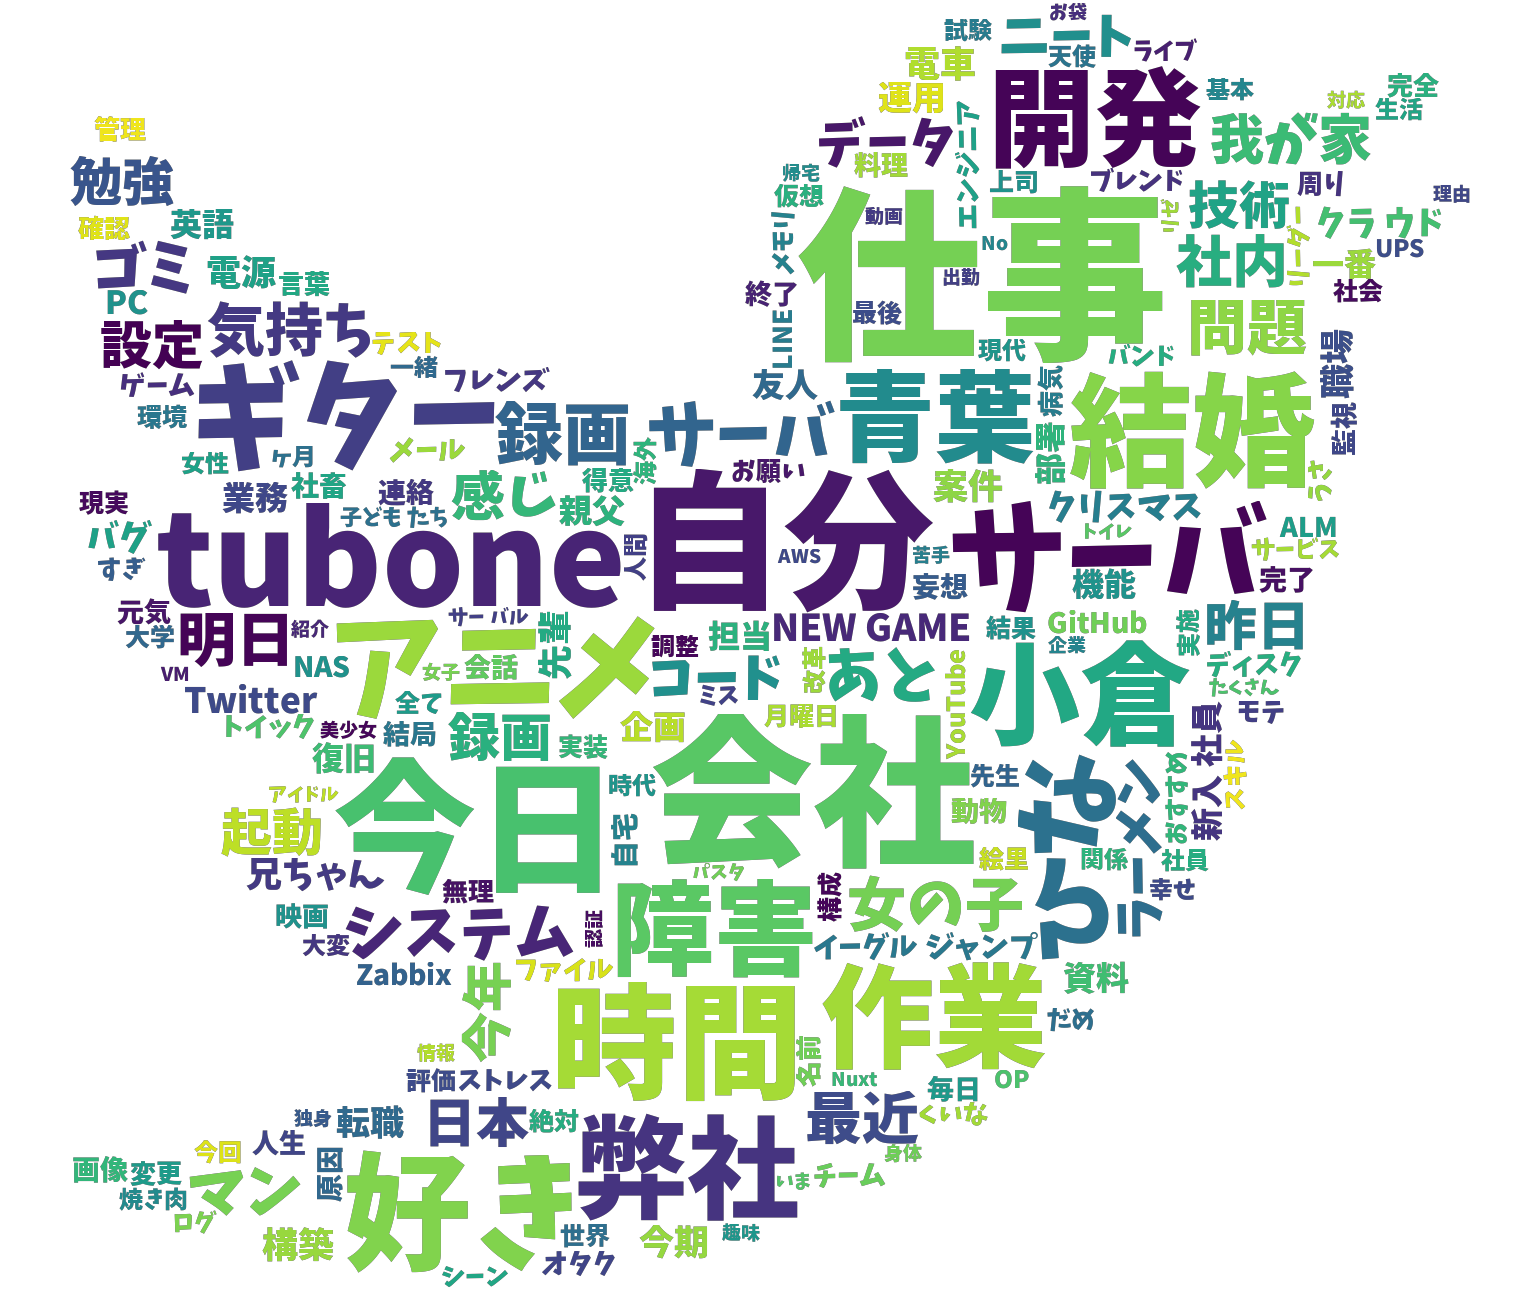 お袋
試験
ニート
天使
ライブ
電車
開発
運用
基本
完全
対応
生活
管理
データ
エンジニア
我が家
勉強
料理
帰宅
仮想
上司
ブレンド
周り
理由
仕事
技術
リゼ
確認
英語
動画
メモリ
クラウド
リーダー
ゴミ
No
社内
一番
UPS
電源
言葉
出勤
PC
終了
最後
社会
気持ち
設定
テスト
LINE
現代
問題
バンド
一緒
職場
ゲーム
フレンズ
ギター
友人
青葉
病気
結婚
環境
録画
サーバ
監視
メール
部署
女性
ケ月
海外
お願い
案件
うさ
社畜
得意
現実
業務
連絡
感じ
親父
クリスマス
子どもたち
自分
サーバ
トイレ
ALM
バグ
tubone
人間
AWS
苦手
サービス
すぎ
妄想
機能
完了
元気
サーバル
NEW GAME
GitHub
昨日
大学
明日
紹介
アニメ
先輩
調整
担当
結果
企業
実施
VM
NAS
女子
会話
コード
改革
あと
YouTube
小倉
ディスク
たくさん
Twitter
全て
ミス
モテ
トイック
美少女
結局
録画
企画
月曜日
新入社員
復旧
実装
会社
今日
時代
先生
せな
メン
おすすめ
スキル
アイドル
動物
起動
自宅
絵里
関係
社員
兄ちゃん
パスタ
ら
ラー
幸せ
無理
障害
構成
女の子
映画
システム
認証
大変
イーグルジャンプ
Zabbix
ファイル
資料
今年
時間
作業
だめ
名前
情報
評価
ストレス
Nuxt
毎日
OP
独身
転職
日本
絶対
最近
くいな
今回
人生
弊社
身体
画像
変更
マン
原因
好き
いま
チーム
焼き肉
ログ
構築
世界
今期
趣味
シーン
オタク